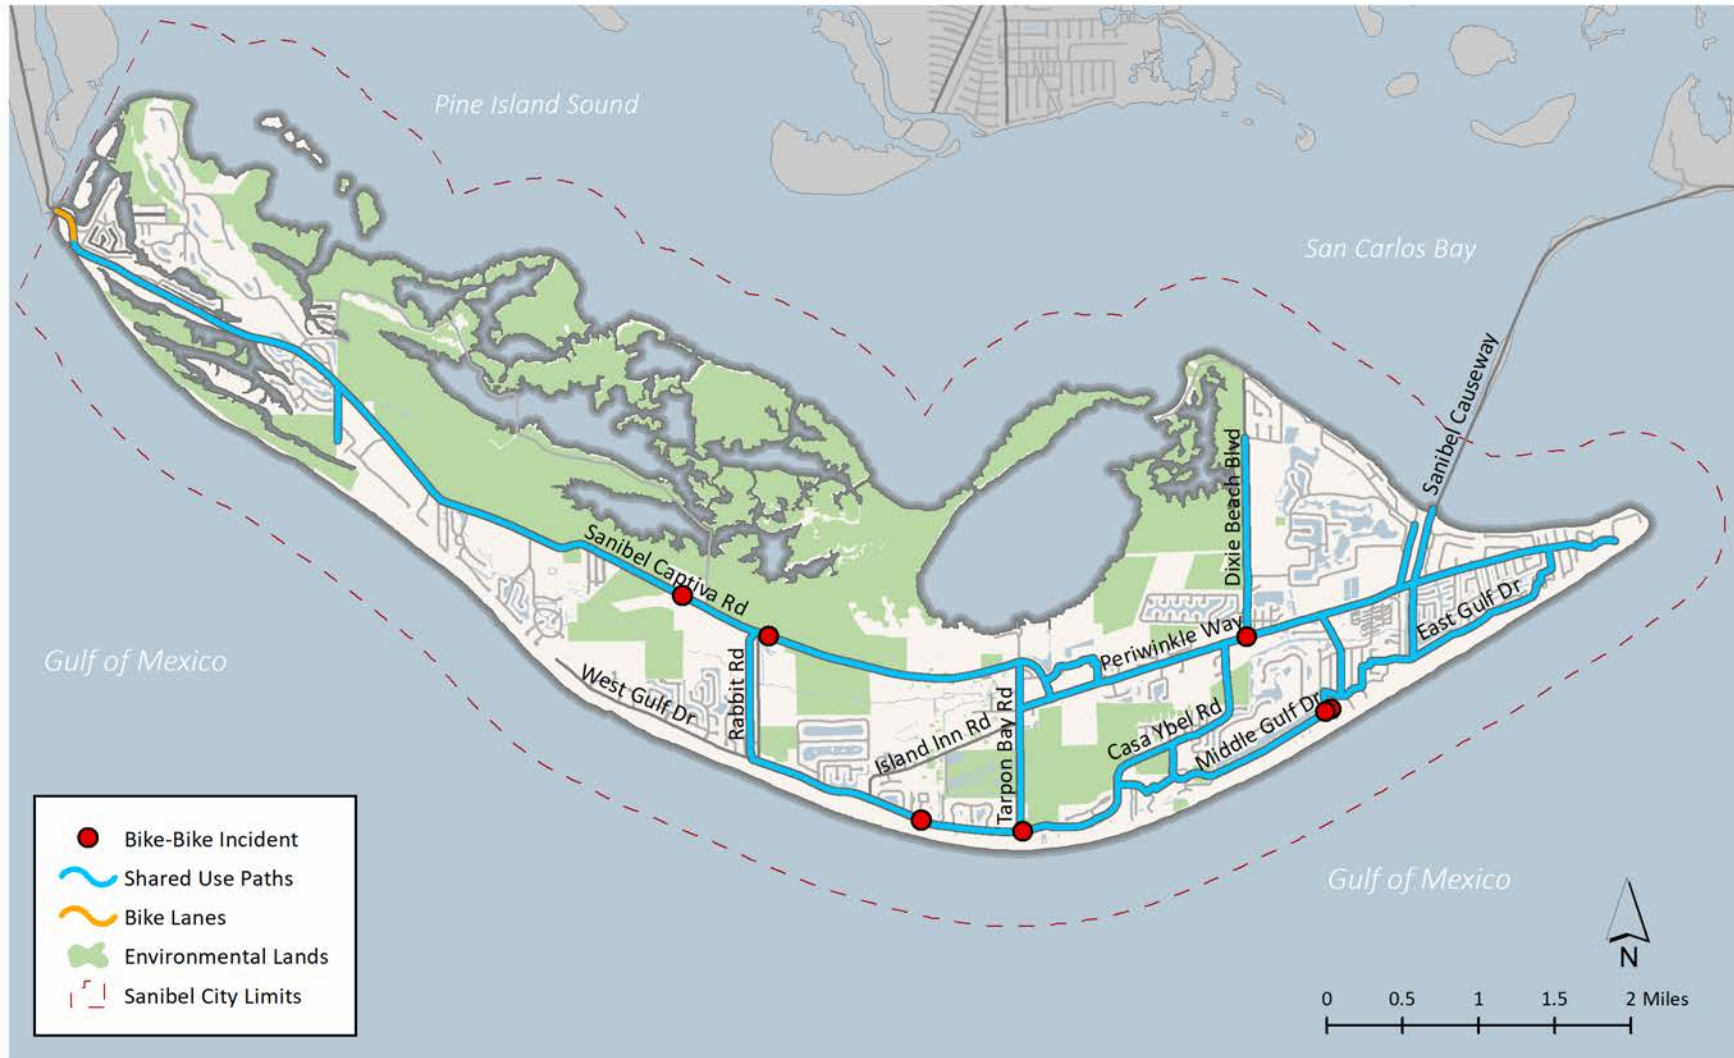 Pine Island Sound
San Carlos Bay
Sanibel Causeway
Dixie Beach Blvd
Sanibel Captiva Rd
East Gulf Dr
Periwinkle Way
Gulf of Mexico
Rabbit Rd
West Gulf Dr
Island Inn Rd
Tarpon Bay Rd
Casa Ybel Rd
Middle Gulf Dr
Gulf of Mexico
Bike-Bike Incident
Shared Use Paths
Bike Lanes
Environmental Lands
Sanibel City Limits
N
0 0.5 1 1.5 2 Miles